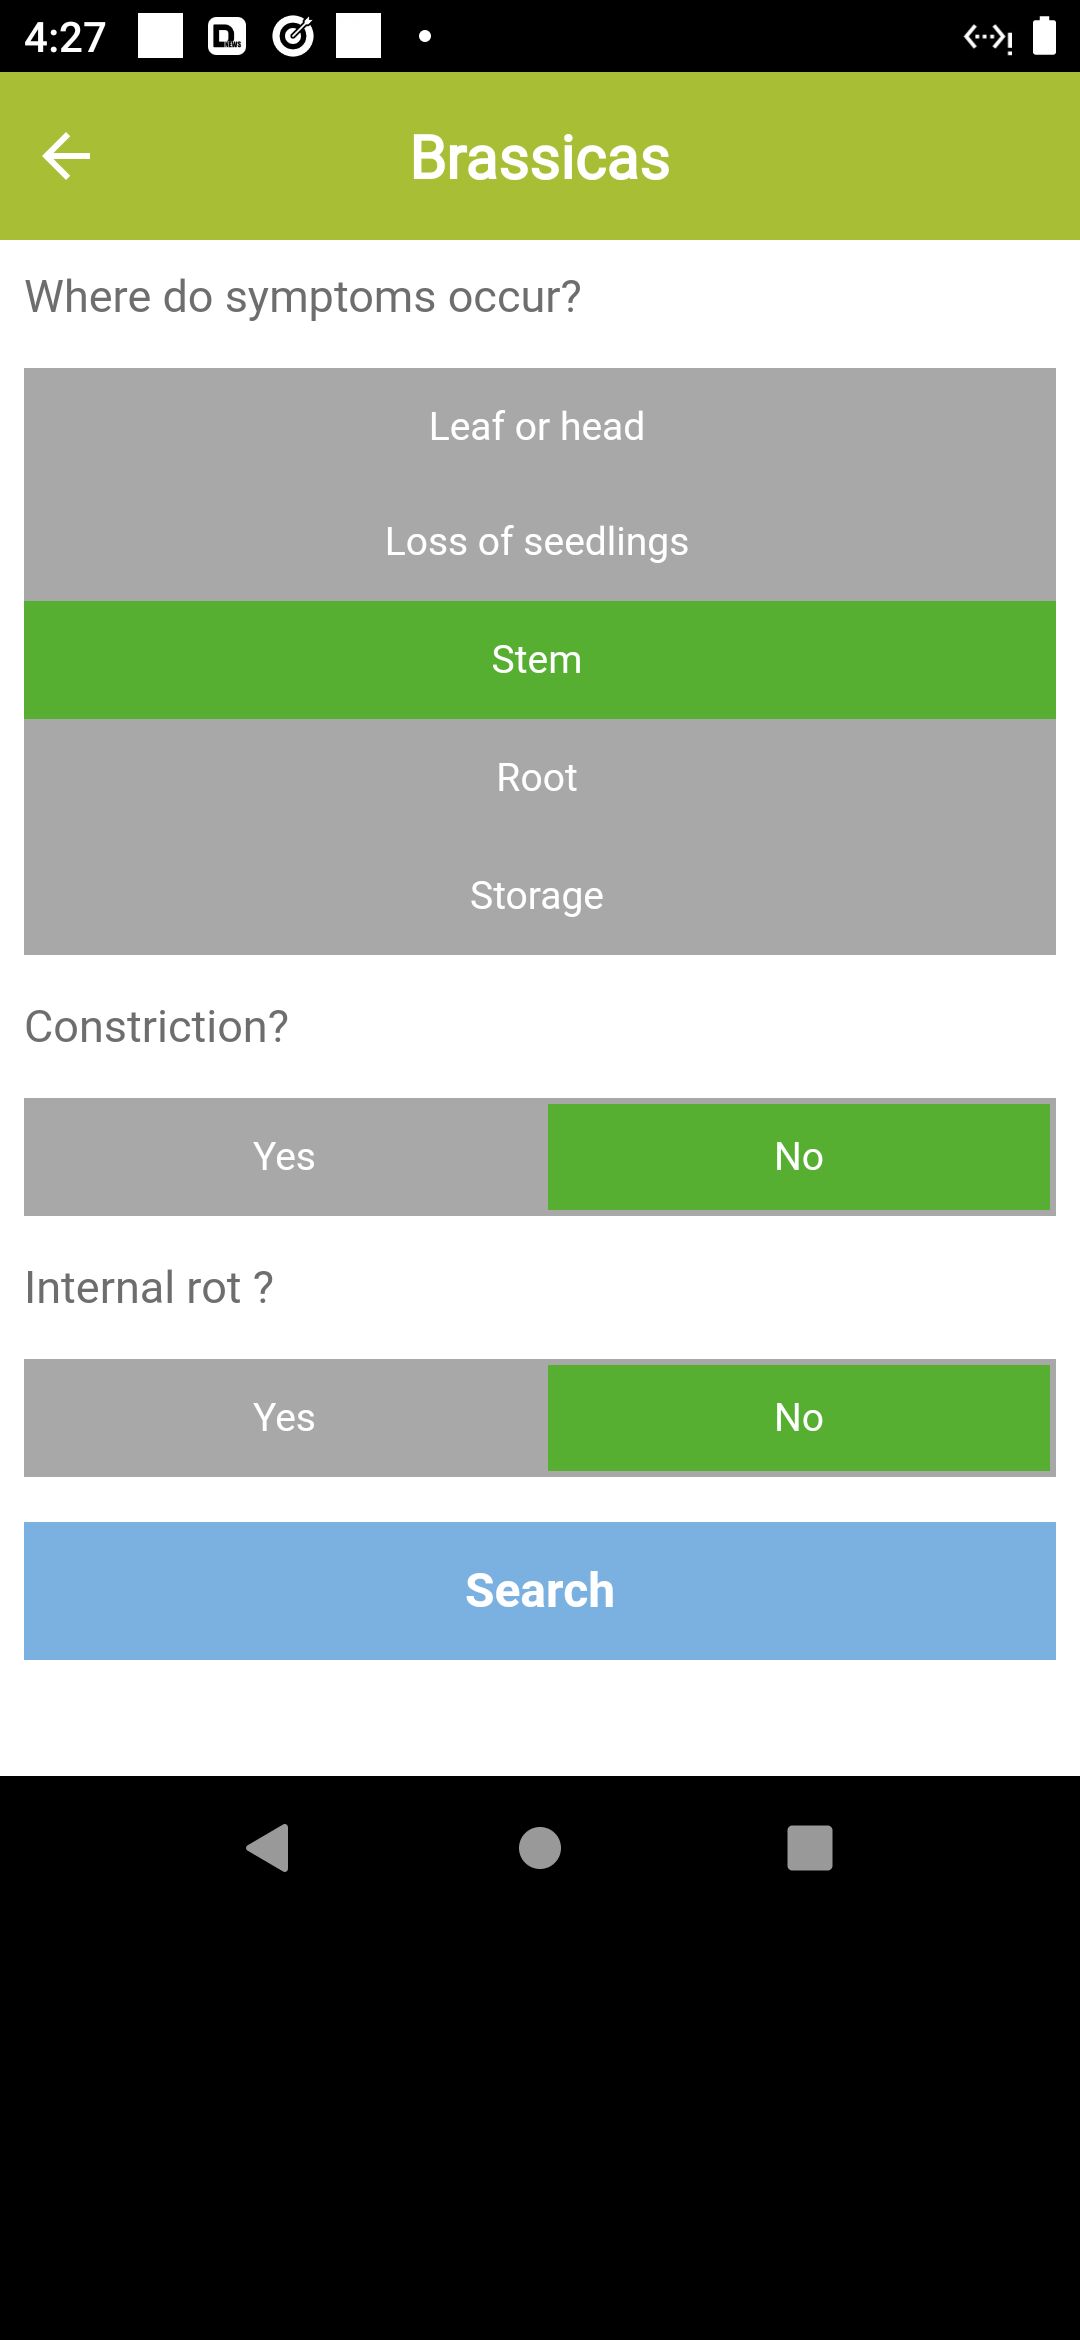 4:27
D NEWS
Brassicas
Where do symptoms occur?
Leaf or head
Loss of seedlings
Stem
Root
Storage
Constriction?
Yes
No
Internal rot ?
Yes
No
Search